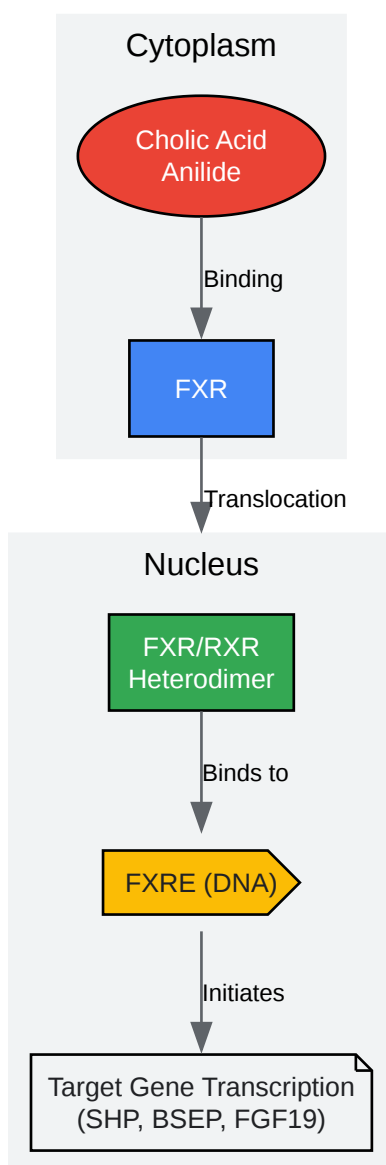 Cytoplasm
Cholic Acid
Anilide
Binding
FXR
Translocation
Nucleus
FXR/RXR
Heterodimer
Binds to
FXRE (DNA)
Initiates
Target Gene Transcription
(SHP, BSEP, FGF19)